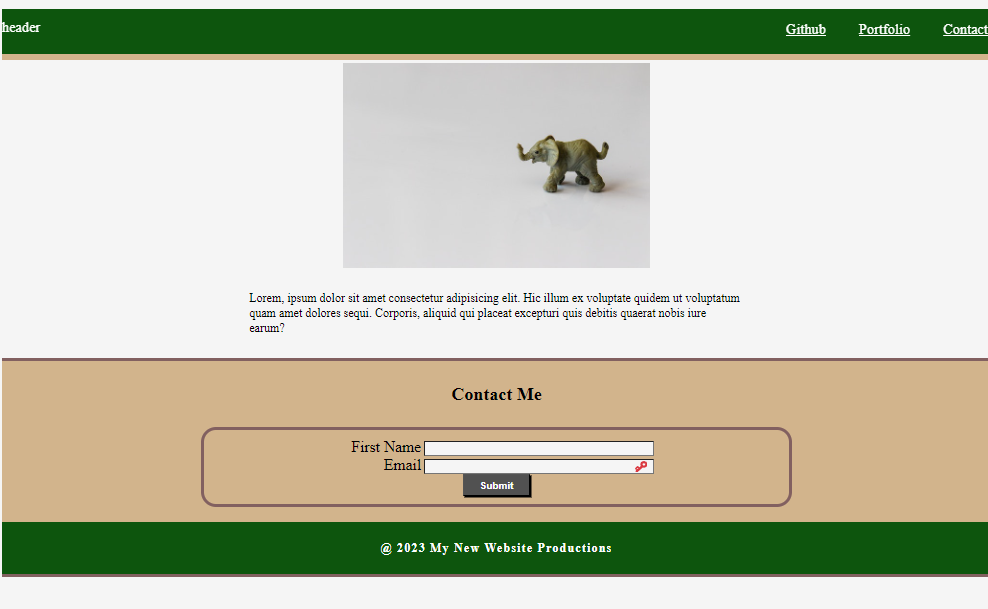 header
Github Portfolio Contact
Lorem, ipsum dolor sit amet consectetur adipisicing elit. Hic illum ex voluptate quidem ut voluptatum
quam amet dolores sequi. Corporis, aliquid qui placeat excepturi quis debitis quaerat nobis iure
earum?
Contact Me
First Name
Email
Submit
@ 2023 My New Website Productions